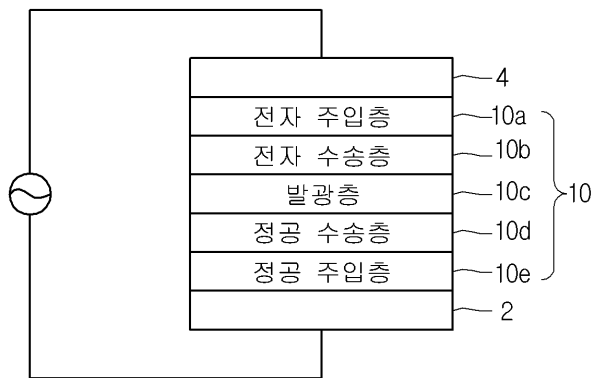 4
전자 주입층 10a
전자 수송층 10b
발광층 10c 10
정공 수송층 10d
정공 주입층 10e
2